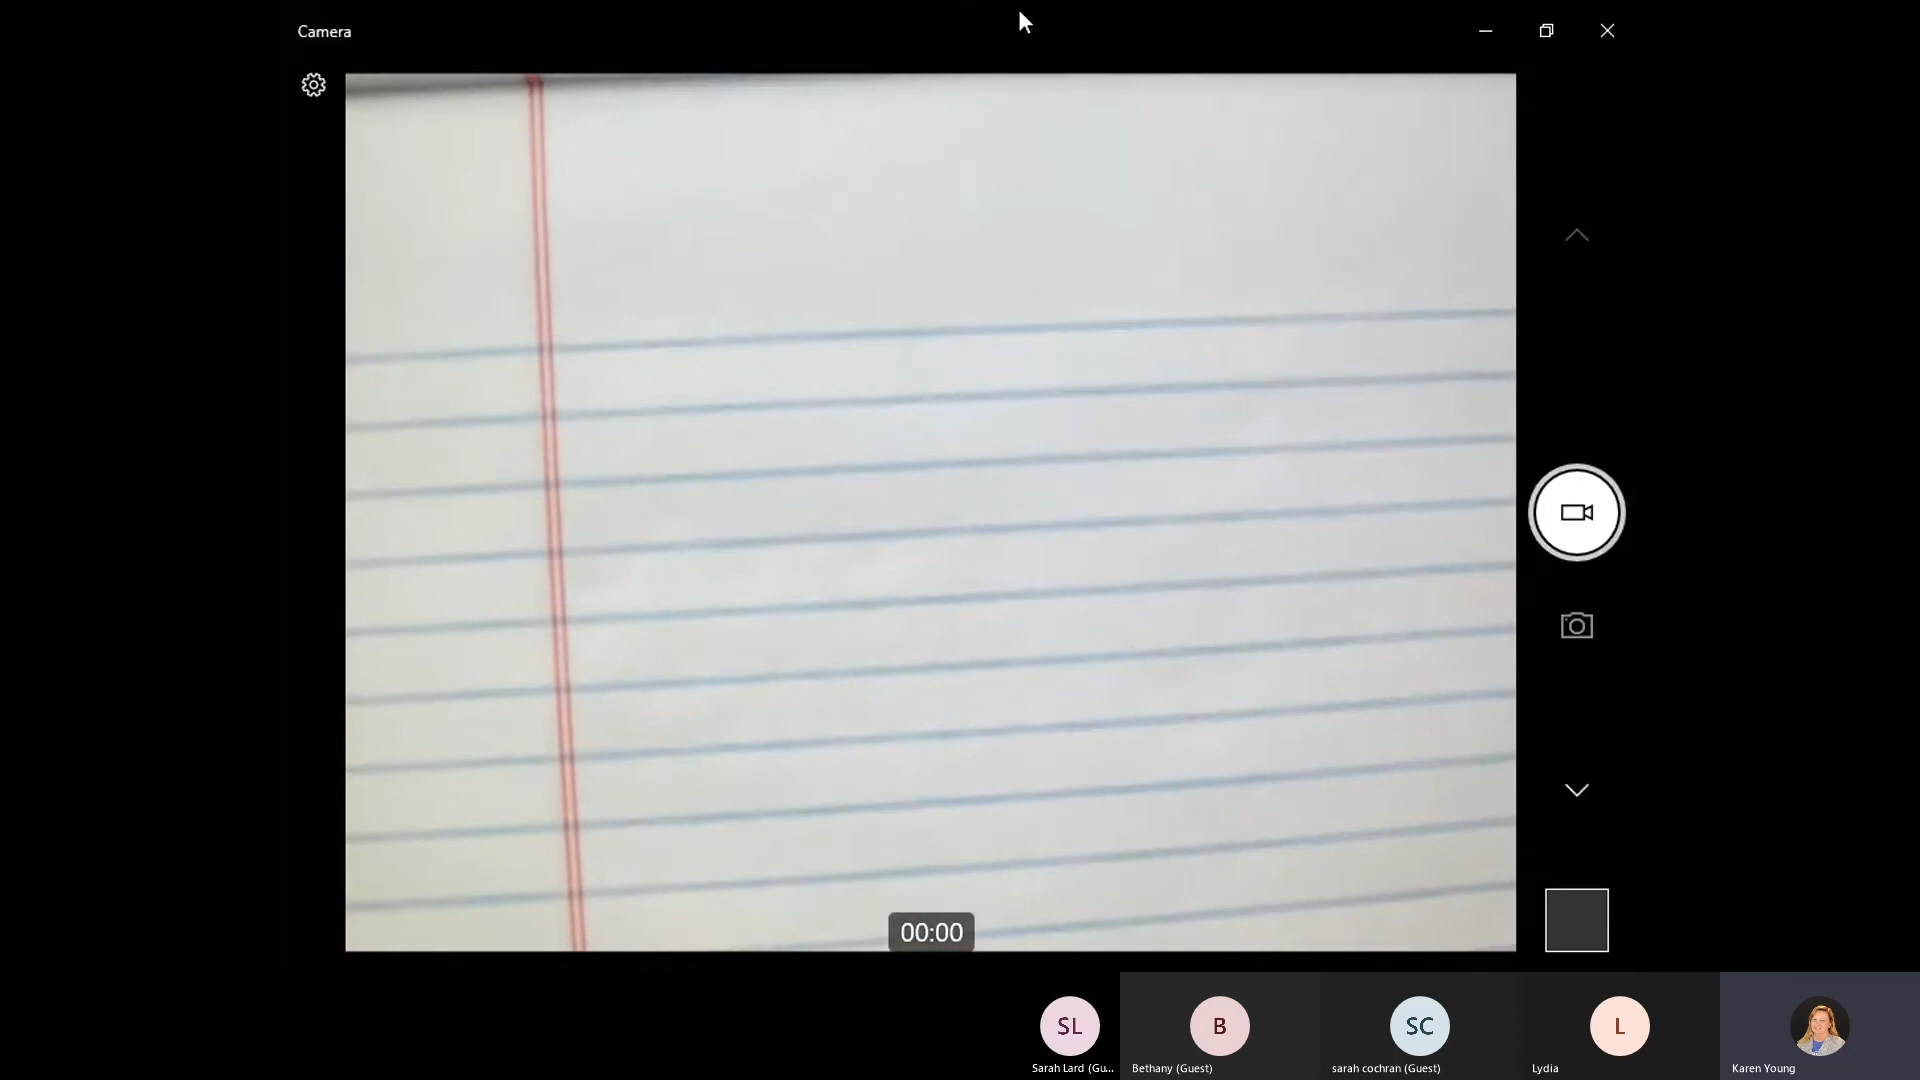 Camera
00:00
SL
B
SC
L
Sarah Lard (Gu...
Bethany (Guest)
sarah cochran (Guest)
Lydia
Karen Young